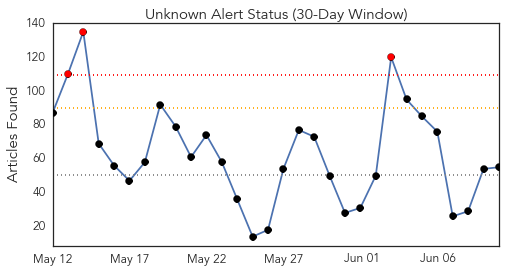 Unknown Alert Status (30-Day Window)
Articles Found
140
120
100
80
60
40
20
May 12 May 17 May 22 May 27 Jun 01 Jun 06